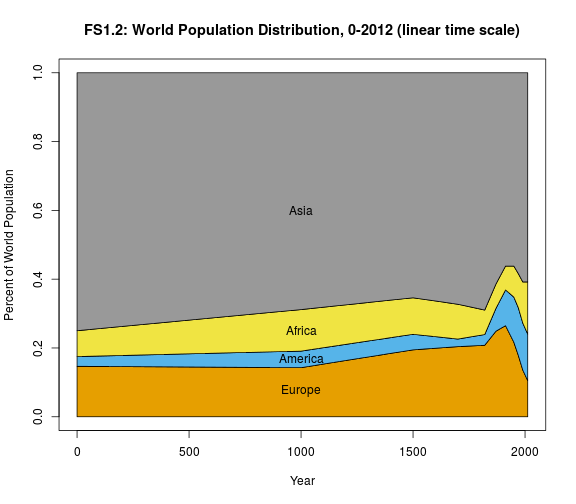 FS1.2: World Population Distribution, 0-2012 (linear time scale)
Percent of World Population
1.0
0.8
0.6
0.4
0.2
0.0
Asia
Africa
America
Europe
0 500 1000 1500 2000
Year